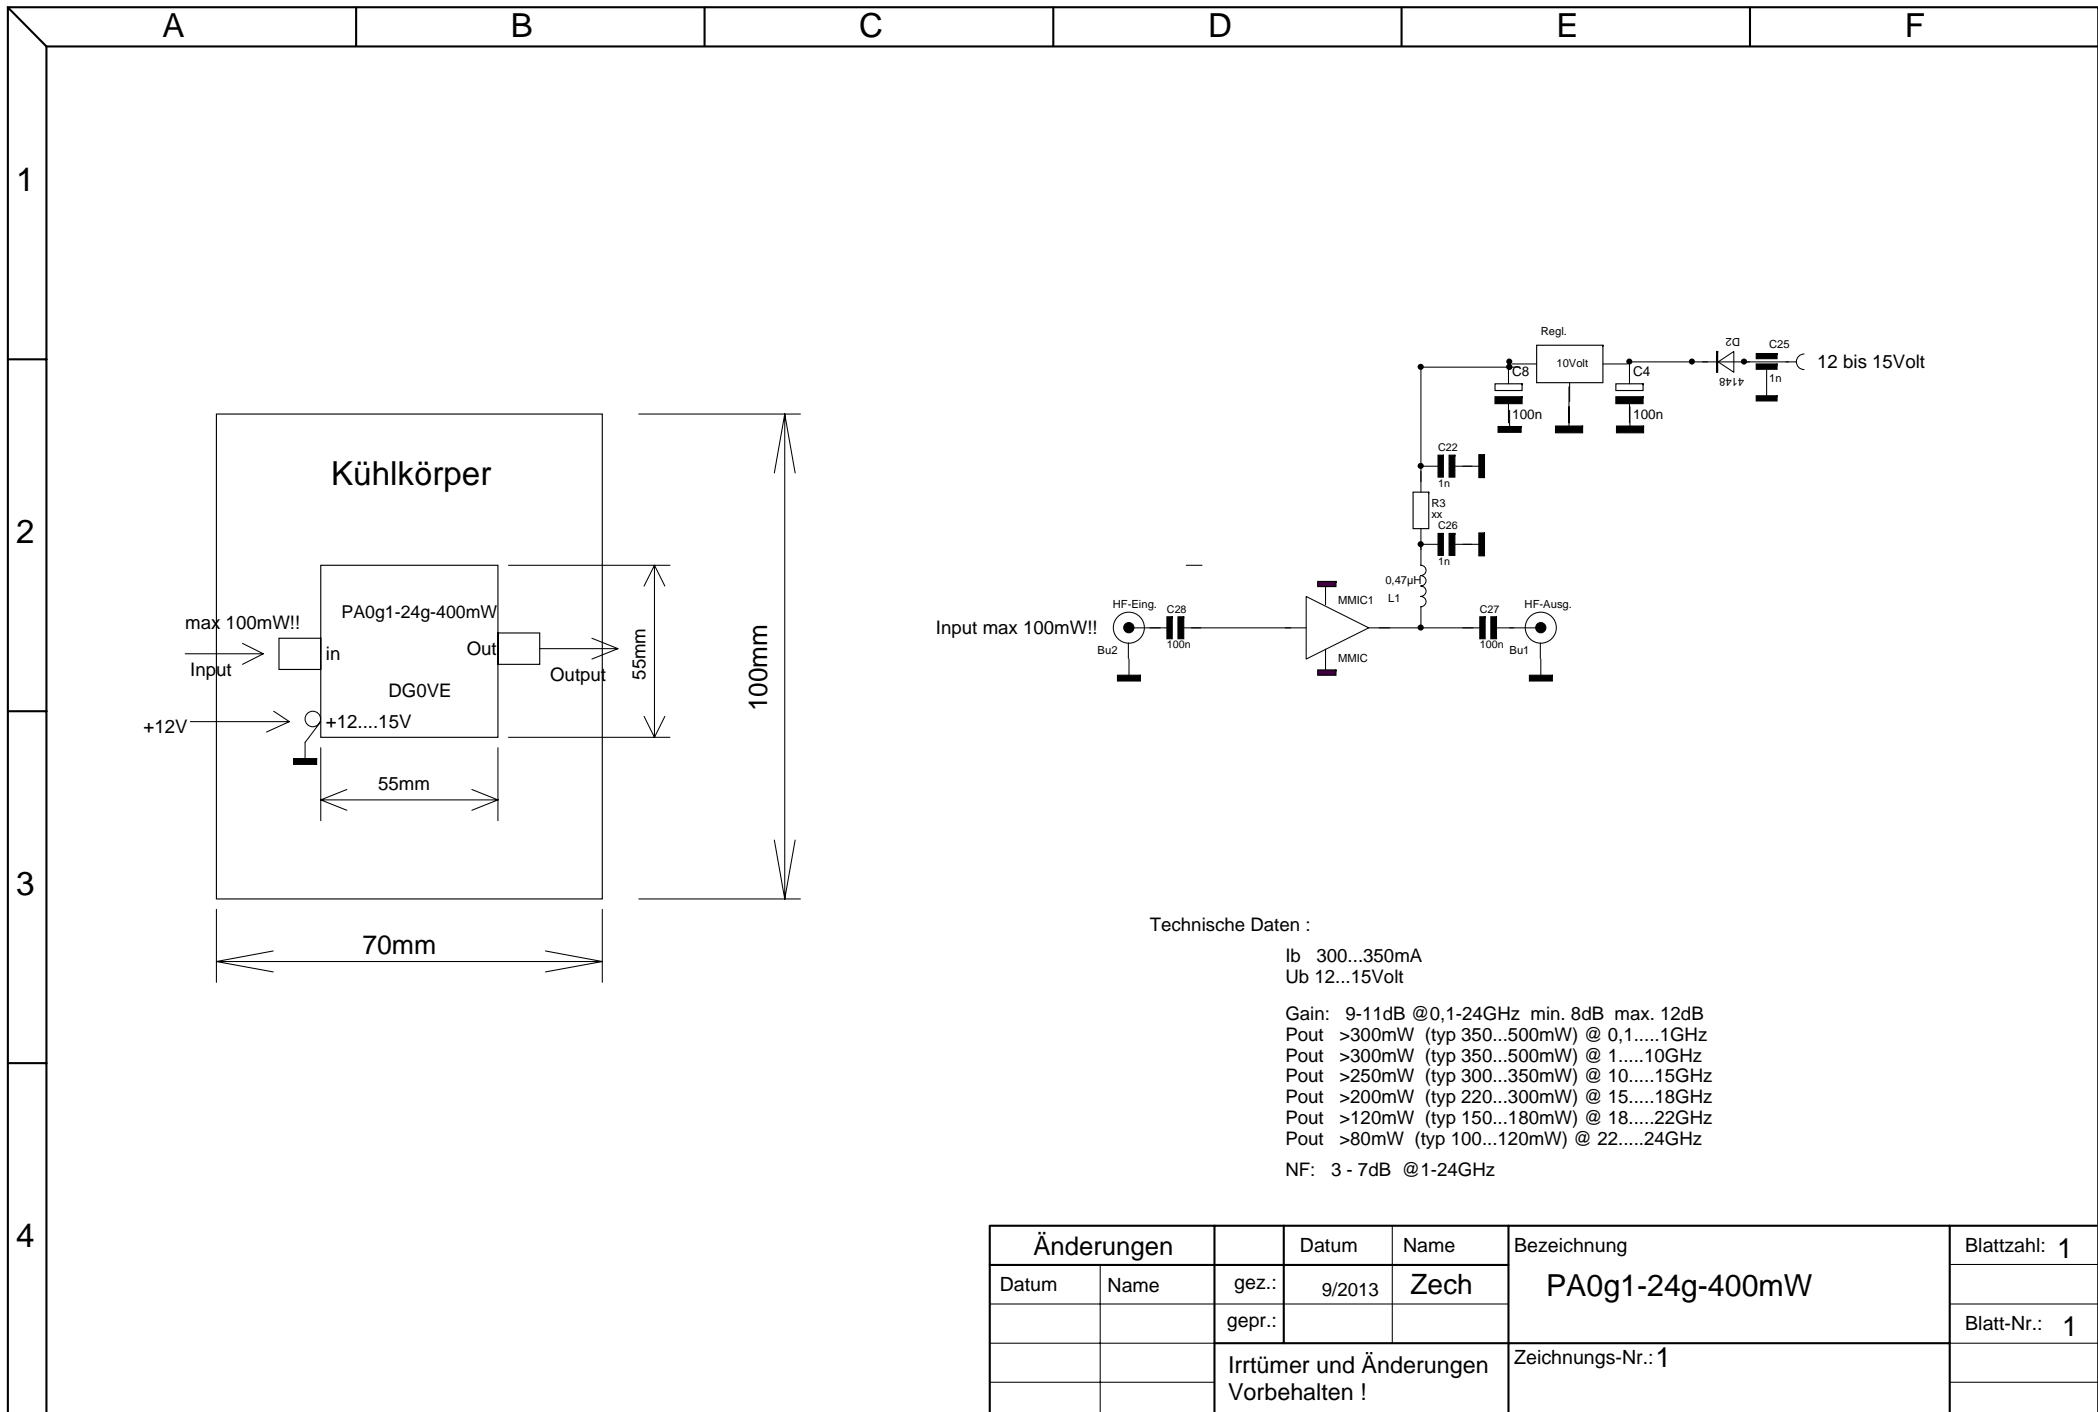 A
B
C
D
E
F
1
2
3
4
Kühlkörper
PA0g1-24g-400mW
max 100mW!!
in
Input
Out
Output
DG0VE
+12V
+12....15V
55mm
55mm
100mm
70mm
Regl.
10Volt
C8
100n
C4
100n
D2
4148
C25
1n
12 bis 15Volt
C22
1n
R3
xx
C26
1n
0,47µH
L1
MMIC1
MMIC
Input max 100mW!!
HF-Eing.
Bu2
C28
100n
C27
100n
HF-Ausg.
Bu1
Technische Daten :
Ib 300...350mA
Ub 12...15Volt
Gain: 9-11dB @0,1-24GHz min. 8dB max. 12dB
Pout >300mW (typ 350...500mW) @ 0,1.....1GHz
Pout >300mW (typ 350...500mW) @ 1.....10GHz
Pout >250mW (typ 300...350mW) @ 10.....15GHz
Pout >200mW (typ 220...300mW) @ 15.....18GHz
Pout >120mW (typ 150...180mW) @ 18.....22GHz
Pout >80mW (typ 100...120mW) @ 22.....24GHz
NF: 3 - 7dB @1-24GHz
Änderungen
Datum Name
Datum Name
gez.: 9/2013 Zech
gepr.:
Irrtümer und Änderungen
Vorbehalten !
Bezeichnung
PA0g1-24g-400mW
Zeichnungs-Nr.: 1
Blattzahl: 1
Blatt-Nr.: 1